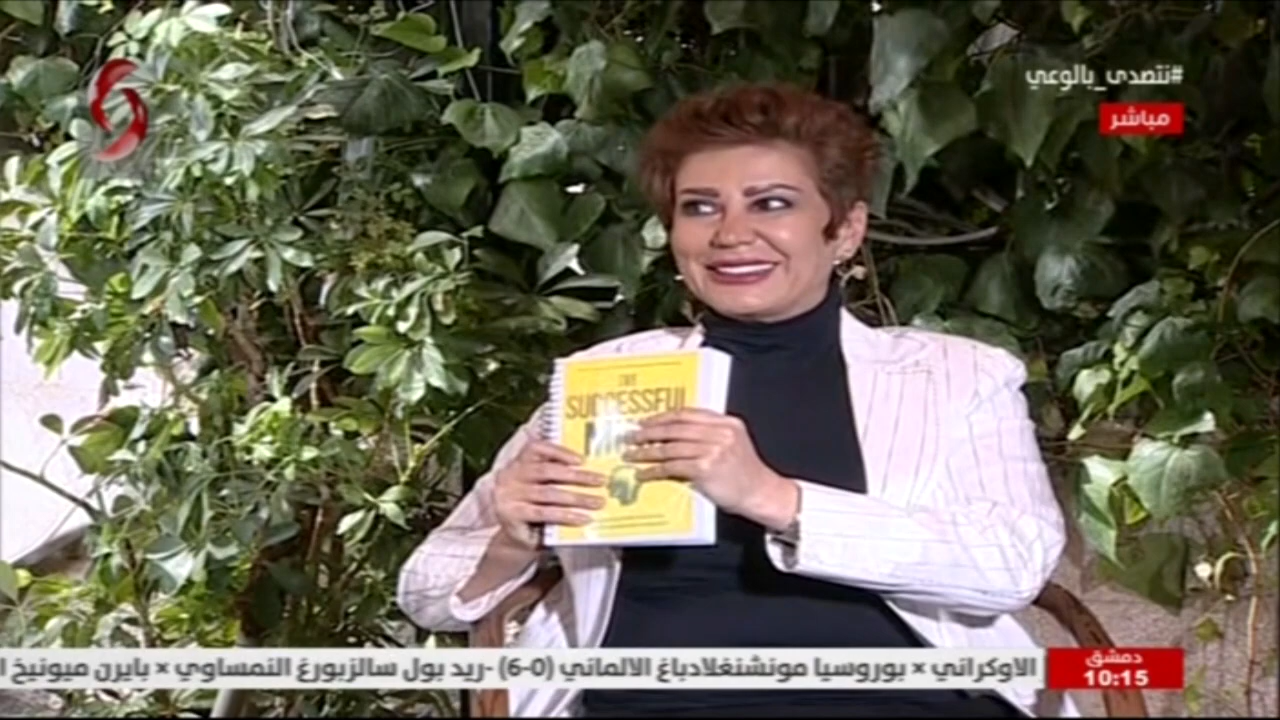 #نتصدى_بالوعي
مباشر
THE
SUCCESSFUL
الاوكراني × بوروسيا مونشنغلادباغ الالماني (0-6) -ريد بول سالزبورغ النمساوي × بايرن ميونيخ ا
دمشق
10:15